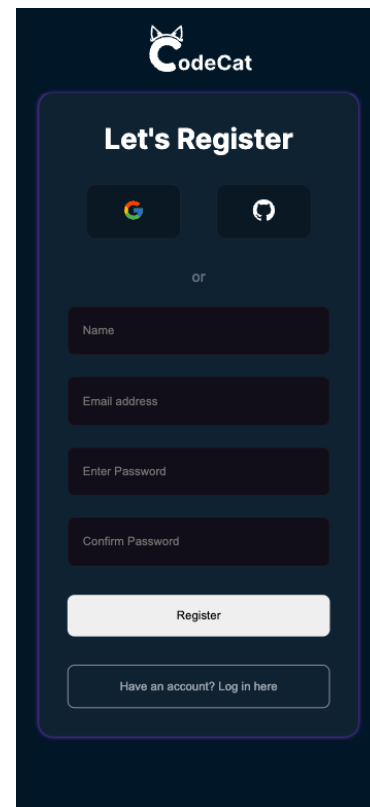 CodeCat
Let's Register
or
Name
Email address
Enter Password
Confirm Password
Register
Have an account? Log in here